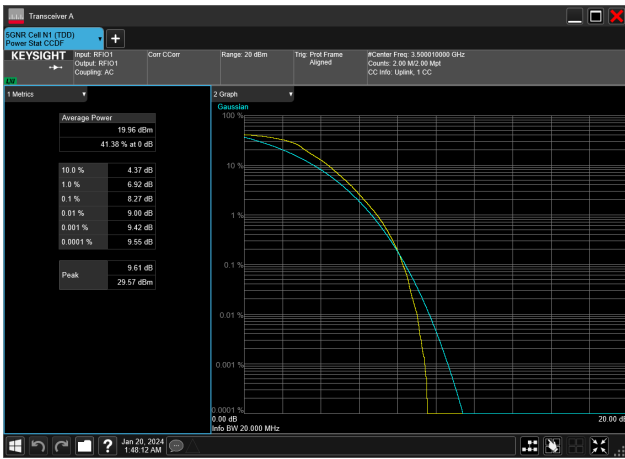 Transceiver A
5GNR Cell N1 (TDD)
Power Stat CCDF
KEYSIGHT
Input: RFIO1
Output: RFIO1
Coupling: AC
Corr CCorr
Range: 20 dBm
Trig: Prot Frame
Aligned
#Center Freq: 3.500010000 GHz
Counts: 2.00 M/2.00 Mpt
CC Info: Uplink, 1 CC
LXI
1 Metrics
Average Power
19.96 dBm
41.38 % at 0 dB
10.0 % 4.37 dB
1.0 % 6.92 dB
0.1 % 8.27 dB
0.01 % 9.00 dB
0.001 % 9.42 dB
0.0001 % 9.55 dB
Peak
9.61 dB
29.57 dBm
2 Graph
Gaussian
100 %
10 %
1 %
0.1 %
0.01 %
0.001 %
0.0001 %
0.00 dB
20.00 dB
Info BW 20.000 MHz
Jan 20, 2024
1:48:12 AM